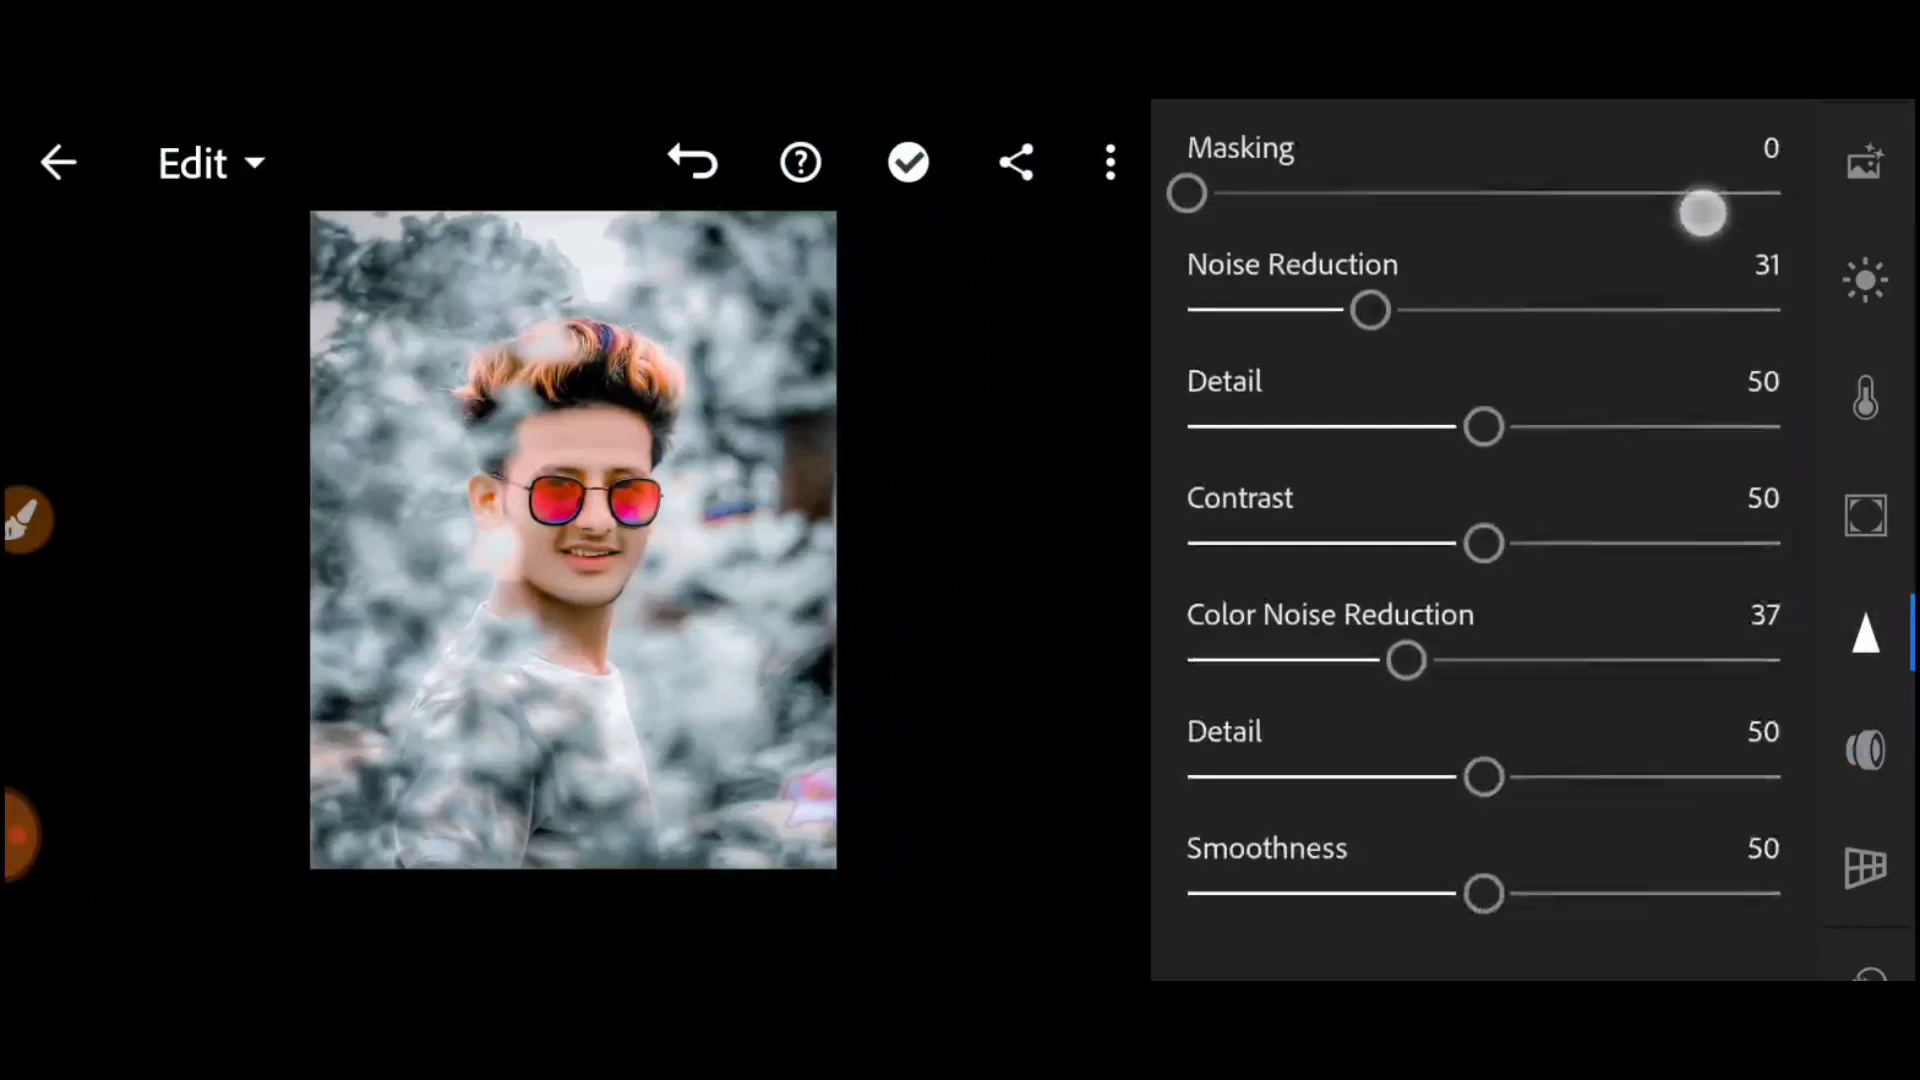 Edit
Masking 0
Noise Reduction 31
Detail 50
Contrast 50
Color Noise Reduction 37
Detail 50
Smoothness 50